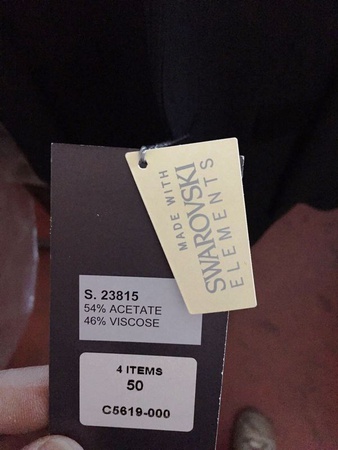 MADE WITH
SWAROVSKI
ELEMENTS
S. 23815
54% ACETATE
46% VISCOSE
4 ITEMS
50
C5619-000